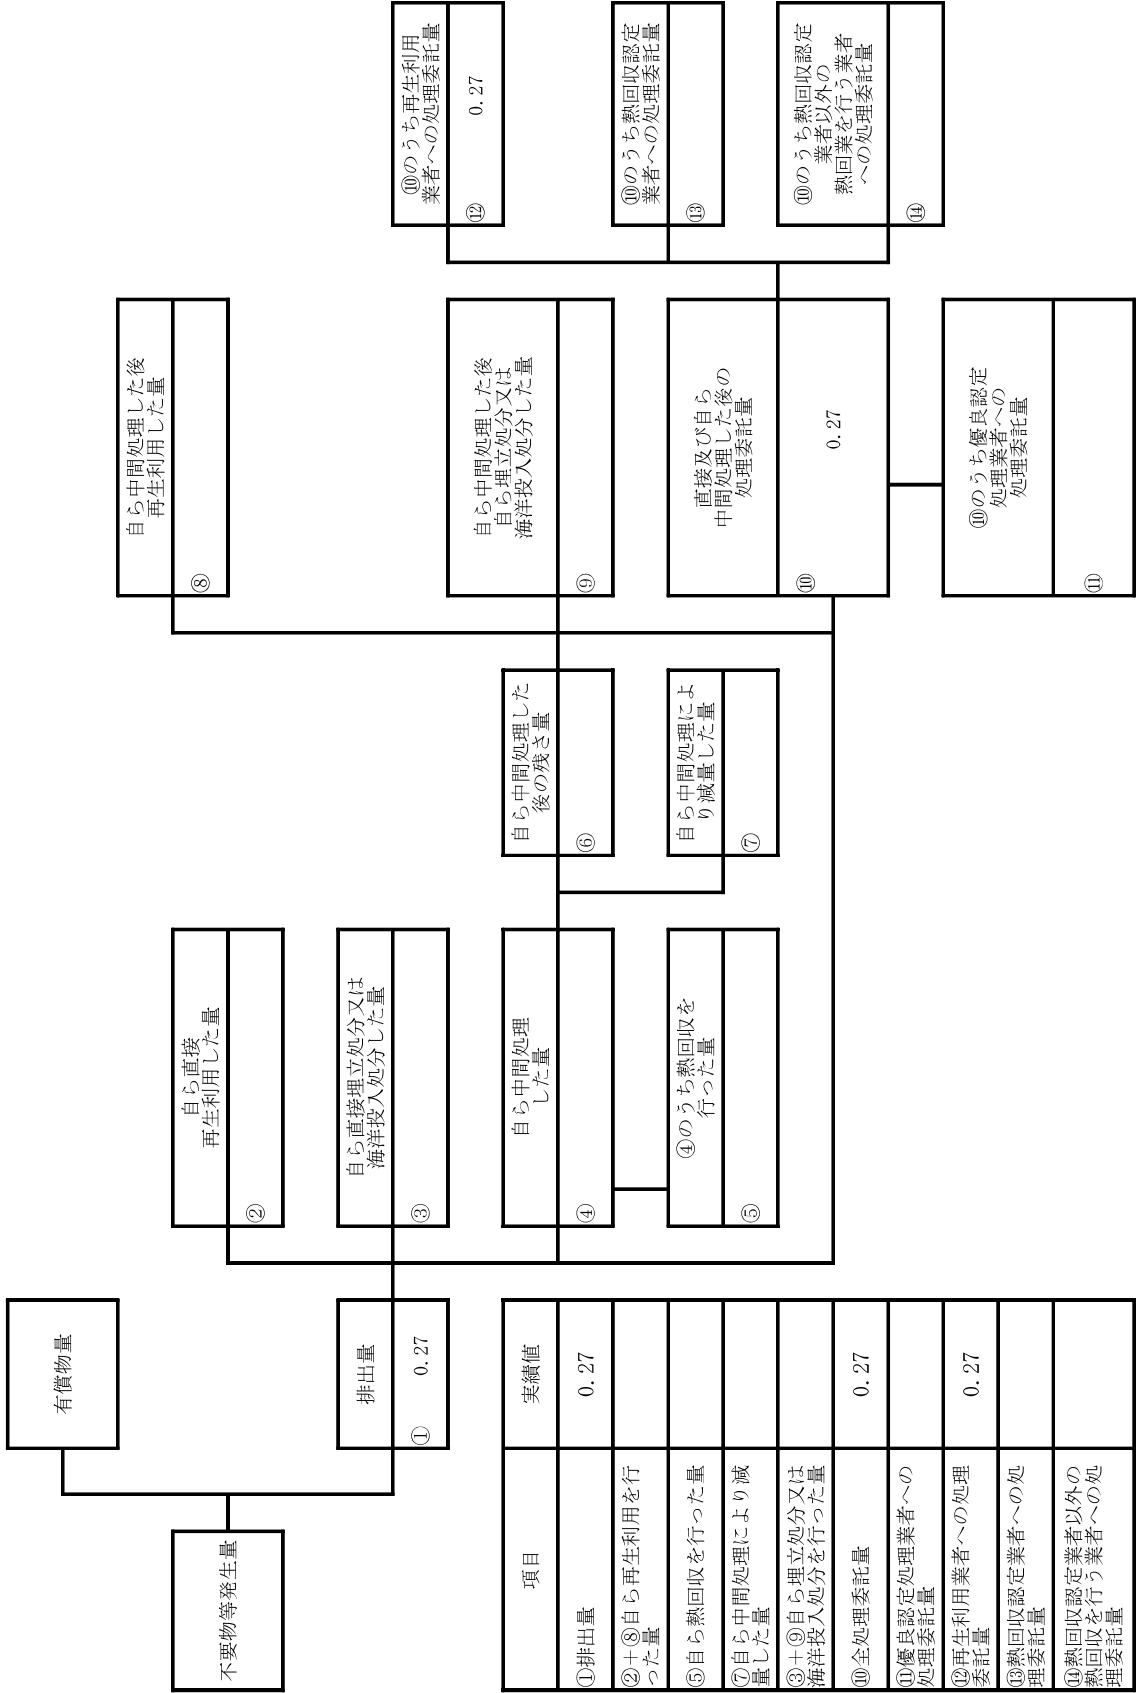 不要物等発生量
有償物量
排出量
①
0.27
自ら直接
再生利用した量
②
自ら直接埋立処分又は
海洋投入処分した量
③
自ら中間処理
した量
④
④のうち熱回収を
行った量
⑤
自ら中間処理した
後の残さ量
⑥
自ら中間処理によ
り減量した量
⑦
自ら中間処理した後
再生利用した量
⑧
自ら中間処理した後
自ら埋立処分又は
海洋投入処分した量
⑨
直接及び自ら
中間処理した後の
処理委託量
⑩
0.27
⑩のうち優良認定
処理業者への
処理委託量
⑪
⑩のうち再生利用
業者への処理委託量
⑫
0.27
⑩のうち熱回収認定
業者への処理委託量
⑬
⑩のうち熱回収認定
業者以外の
熱回業を行う業者
への処理委託量
⑭
項目
実績値
①排出量
0.27
②+⑧自ら再生利用を行
った量
⑤自ら熱回収を行った量
⑦自ら中間処理により減
量した量
③+⑨自ら埋立処分又は
海洋投入処分を行った量
⑩全処理委託量
0.27
⑪優良認定処理業者への
処理委託量
⑫再生利用業者への処理
委託量
0.27
⑬熱回収認定業者への処
理委託量
⑭熱回収認定業者以外の
熱回収を行う業者への処
理委託量